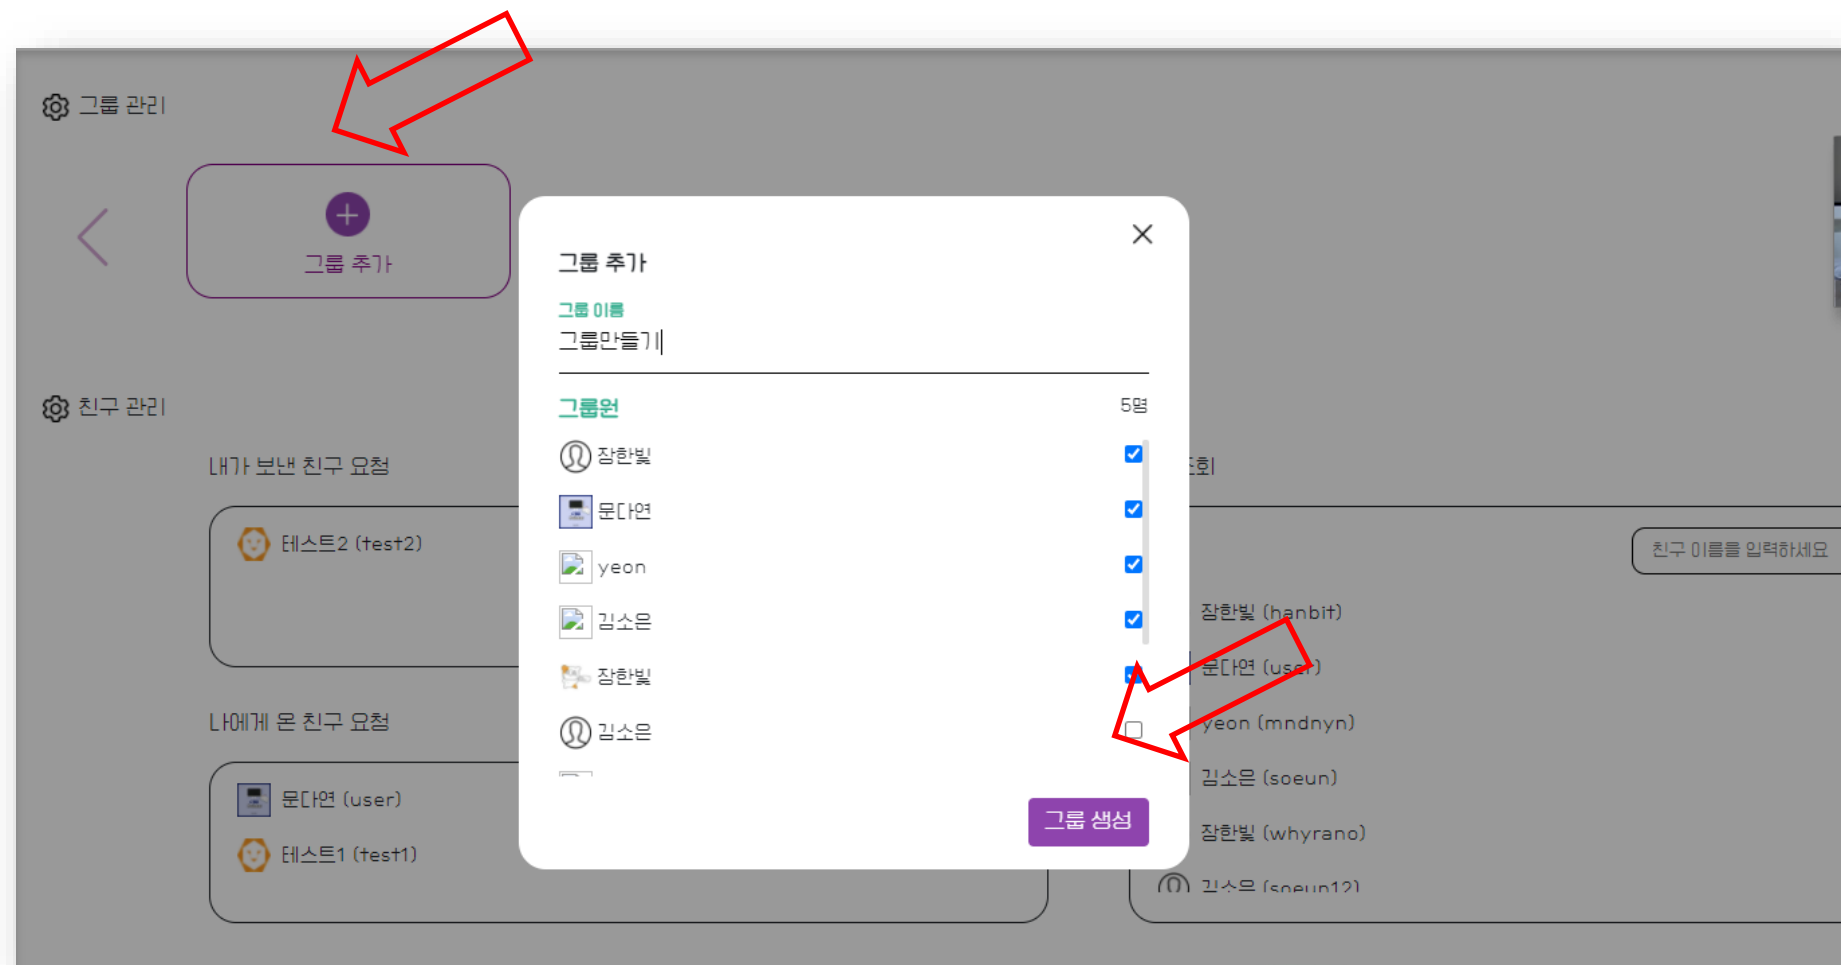 그룹 관리
그룹 추가
친구 관리
내가 보낸 친구 요청
테스트2 (test2)
나에게 온 친구 요청
문다연 (user)
테스트1 (test1)
그룹 추가
그룹 이름
그룹만들기
그룹원 5명
장한빛
문다연
yeon
김소은
장한빛
김소은
그룹 생성
회
친구 이름을 입력하세요
장한빛 (hanbit)
문다연 (user)
yeon (mndnyn)
김소은 (soeun)
장한빛 (whyrano)
김소은 (soeun12)